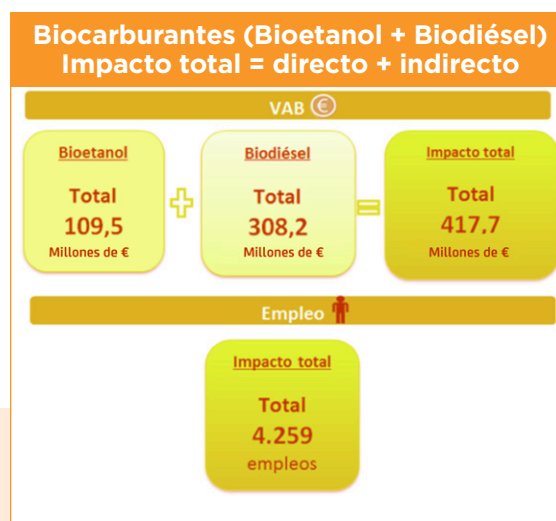 Biocarburantes (Bioetanol + Biodiésel)
Impacto total = directo + indirecto
VAB €
Bioetanol
Total
109,5
Millones de €
+
Biodiésel
Total
308,2
Millones de €
=
Impacto total
Total
417.7
Millones de €
Empleo
Impacto total
Total
4.259
empleos